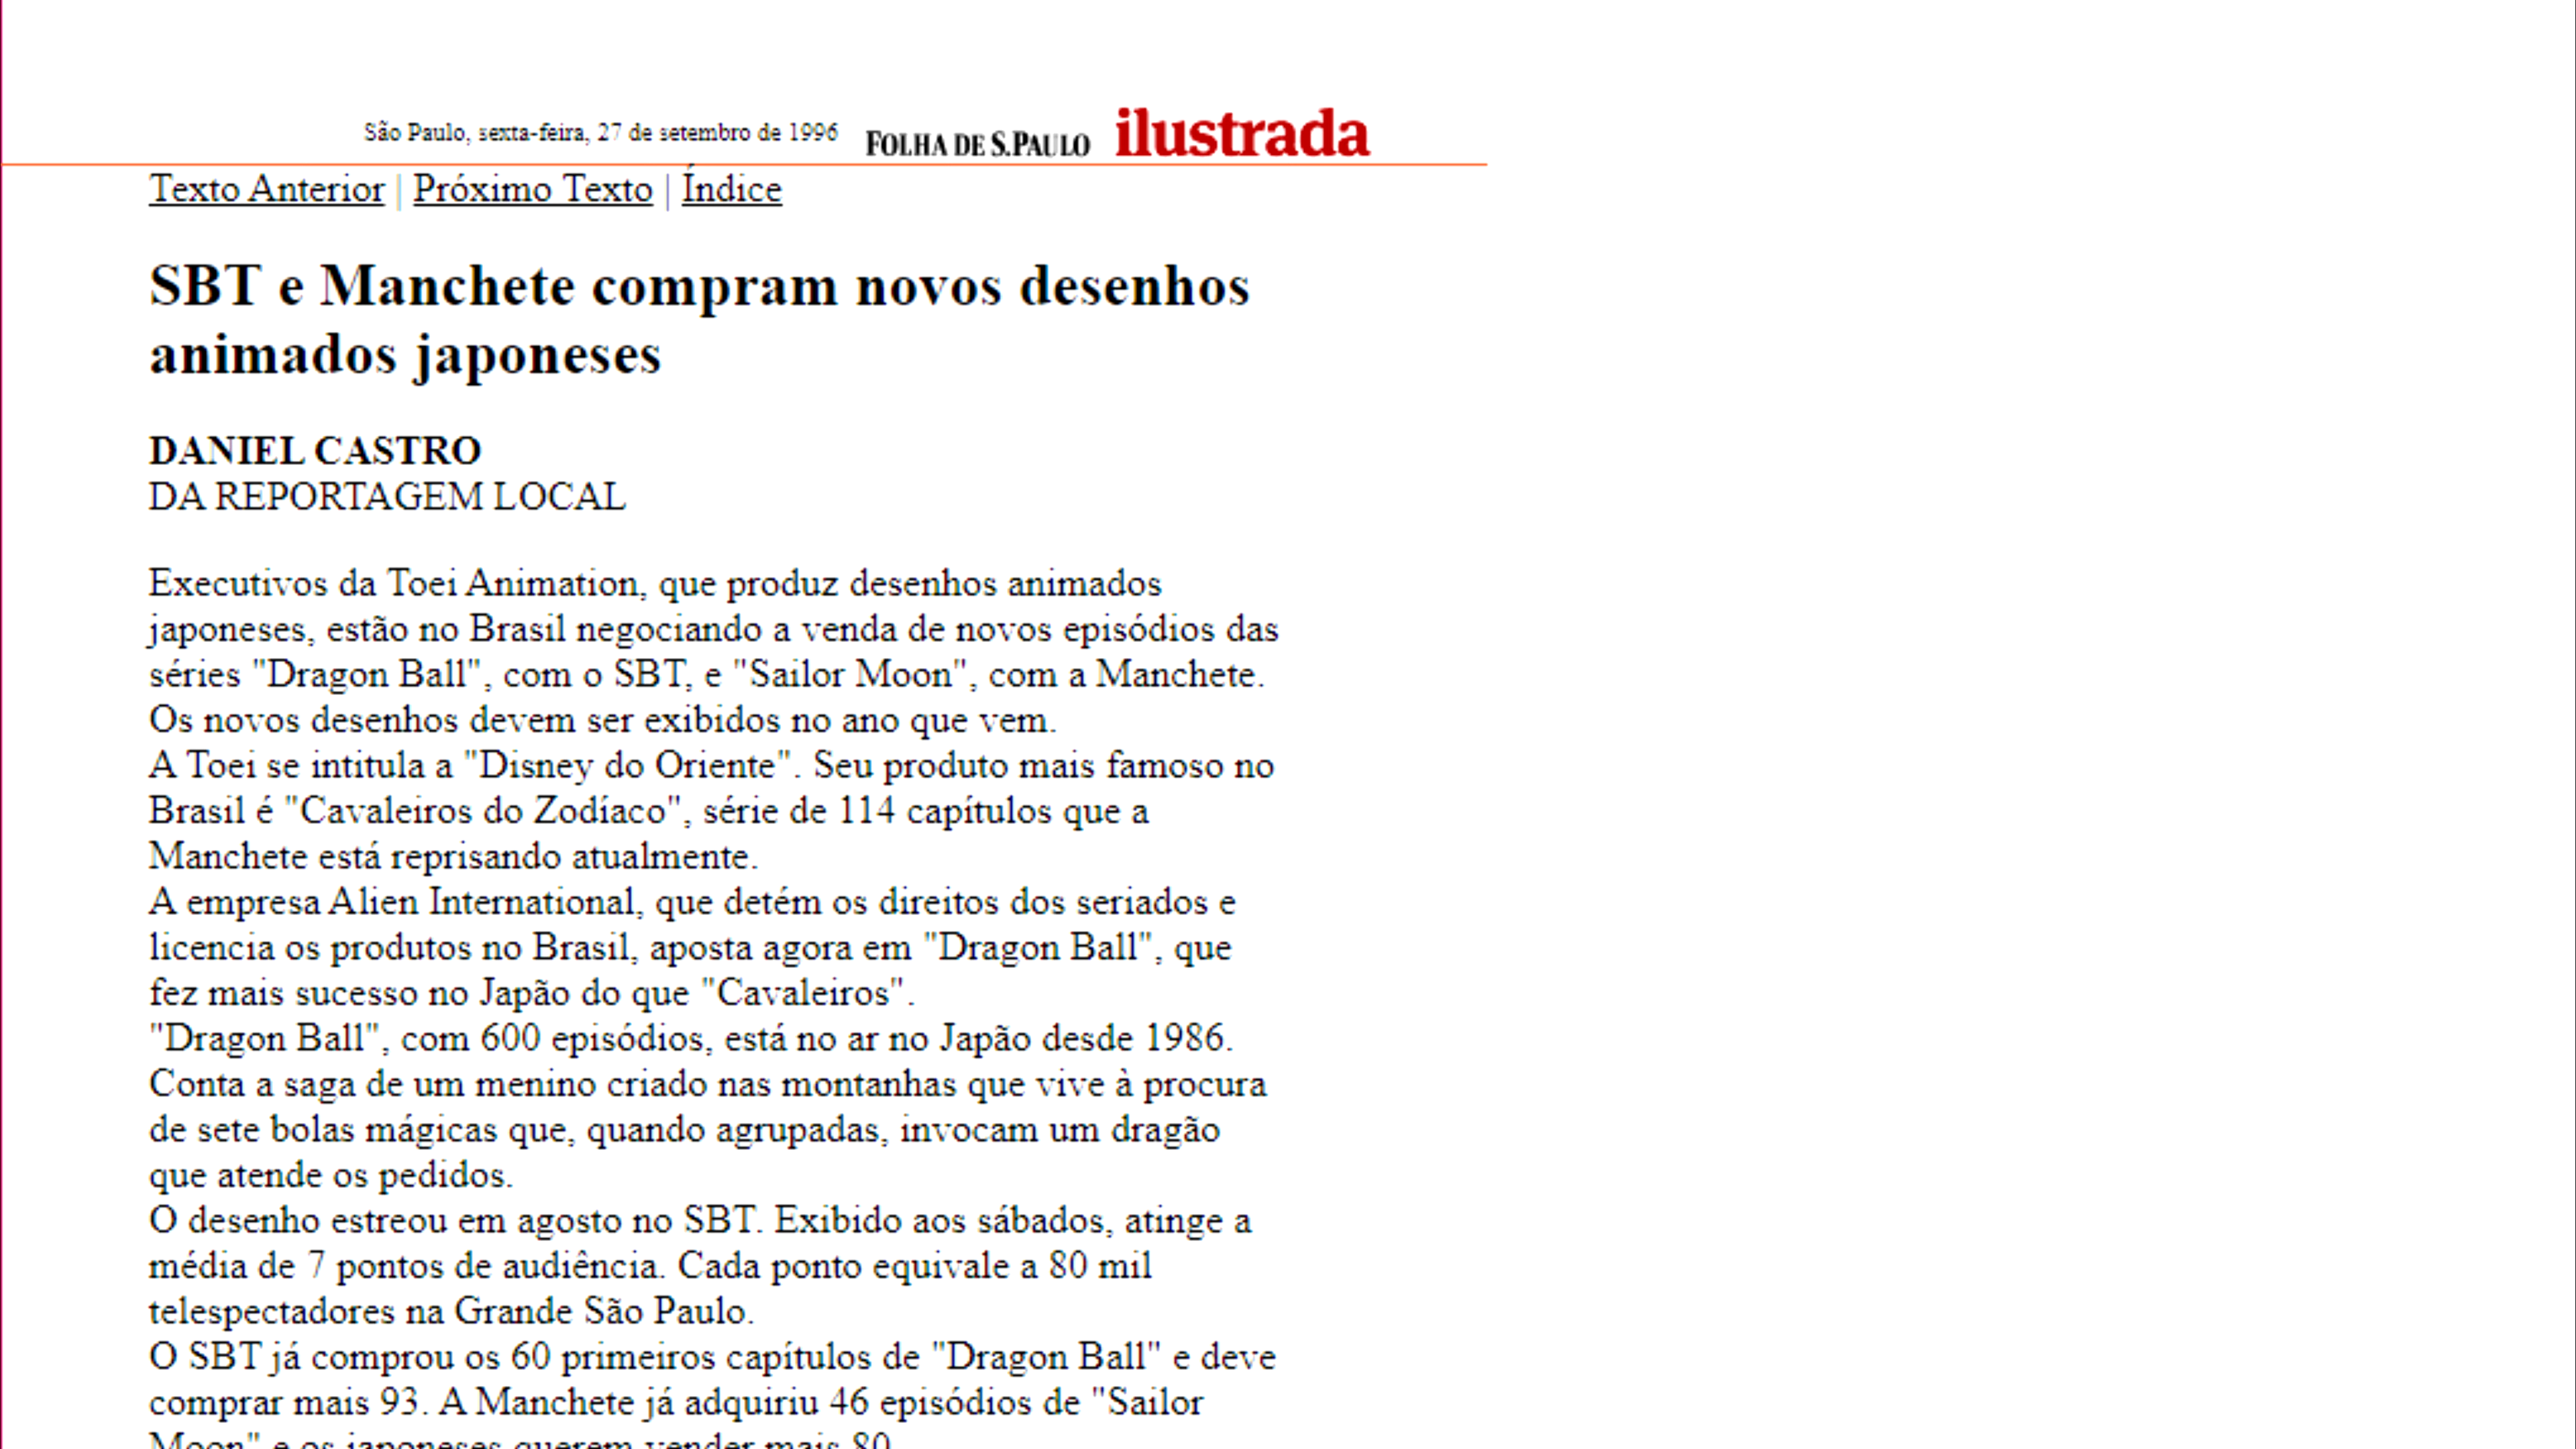 São Paulo, sexta-feira, 27 de setembro de 1996 FOLHA DE S.PAULO ilustrada
Texto Anterior | Próximo Texto | Índice
SBT e Manchete compram novos desenhos
animados japoneses
DANIEL CASTRO
DA REPORTAGEM LOCAL
Executivos da Toei Animation, que produz desenhos animados
japoneses, estão no Brasil negociando a venda de novos episódios das
séries "Dragon Ball", com o SBT, e "Sailor Moon", com a Manchete.
Os novos desenhos devem ser exibidos no ano que vem.
A Toei se intitula a "Disney do Oriente". Seu produto mais famoso no
Brasil é "Cavaleiros do Zodíaco", série de 114 capítulos que a
Manchete está reprisando atualmente.
A empresa Alien International, que detém os direitos dos seriados e
licencia os produtos no Brasil, aposta agora em "Dragon Ball", que
fez mais sucesso no Japão do que "Cavaleiros".
"Dragon Ball", com 600 episódios, está no ar no Japão desde 1986.
Conta a saga de um menino criado nas montanhas que vive à procura
de sete bolas mágicas que, quando agrupadas, invocam um dragão
que atende os pedidos.
O desenho estreou em agosto no SBT. Exibido aos sábados, atinge a
média de 7 pontos de audiência. Cada ponto equivale a 80 mil
telespectadores na Grande São Paulo.
O SBT já comprou os 60 primeiros capítulos de "Dragon Ball" e deve
comprar mais 93. A Manchete já adquiriu 46 episódios de "Sailor
Moon" e os japoneses querem vender mais 80.